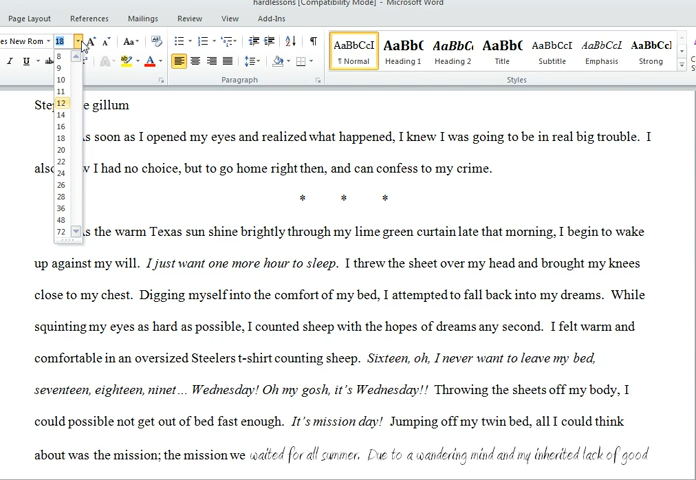 hardlessons [Compatibility Mode] - Microsoft Word
Page Layout References Mailings Review View Add-Ins
es New Rom 18 A A Aa ¶ AaBbCcI AaBbC AaBbC AaBbC AaBbCcI AaBbCcI AaBbCcI
I U abe A ¶ Normal Heading 1 Heading 2 Title Subtitle Emphasis Strong
Paragraph Styles
8
9
10
11
12
14
16
18
20
22
24
26
28
36
48
72
Step e gillum
s soon as I opened my eyes and realized what happened, I knew I was going to be in real big trouble. I
also w I had no choice, but to go home right then, and can confess to my crime.
* * *
s the warm Texas sun shine brightly through my lime green curtain late that morning, I begin to wake
up against my will. I just want one more hour to sleep. I threw the sheet over my head and brought my knees
close to my chest. Digging myself into the comfort of my bed, I attempted to fall back into my dreams. While
squinting my eyes as hard as possible, I counted sheep with the hopes of dreams any second. I felt warm and
comfortable in an oversized Steelers t-shirt counting sheep. Sixteen, oh, I never want to leave my bed,
seventeen, eighteen, ninet… Wednesday! Oh my gosh, it's Wednesday!! Throwing the sheets off my body, I
could possible not get out of bed fast enough. It's mission day! Jumping off my twin bed, all I could think
about was the mission; the mission we waited for all summer. Due to a wandering mind and my inherited lack of good